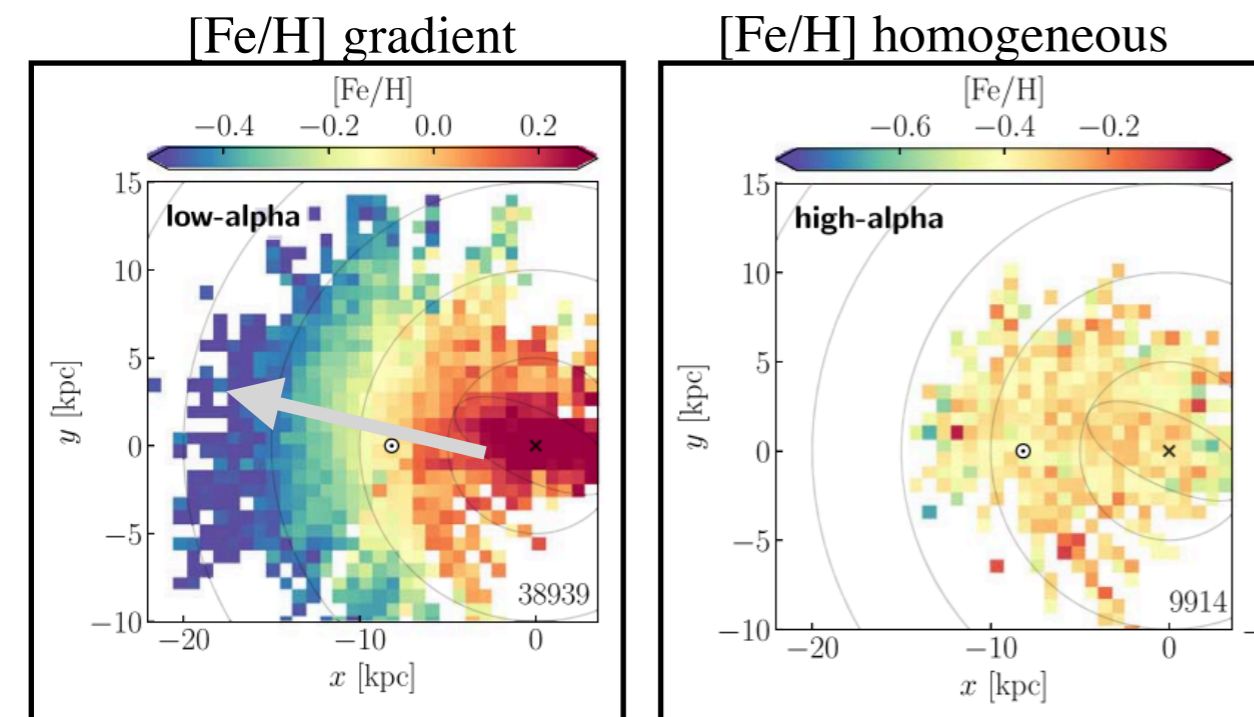 [Fe/H] gradient
[Fe/H] homogeneous
[Fe/H]
−0.4 −0.2 0.0 0.2
low-alpha
15
10
5
0
−5
−10
y [kpc]
38939
−20 −10 0
x [kpc]
[Fe/H]
−0.6 −0.4 −0.2
high-alpha
15
10
5
0
−5
−10
y [kpc]
9914
−20 −10 0
x [kpc]